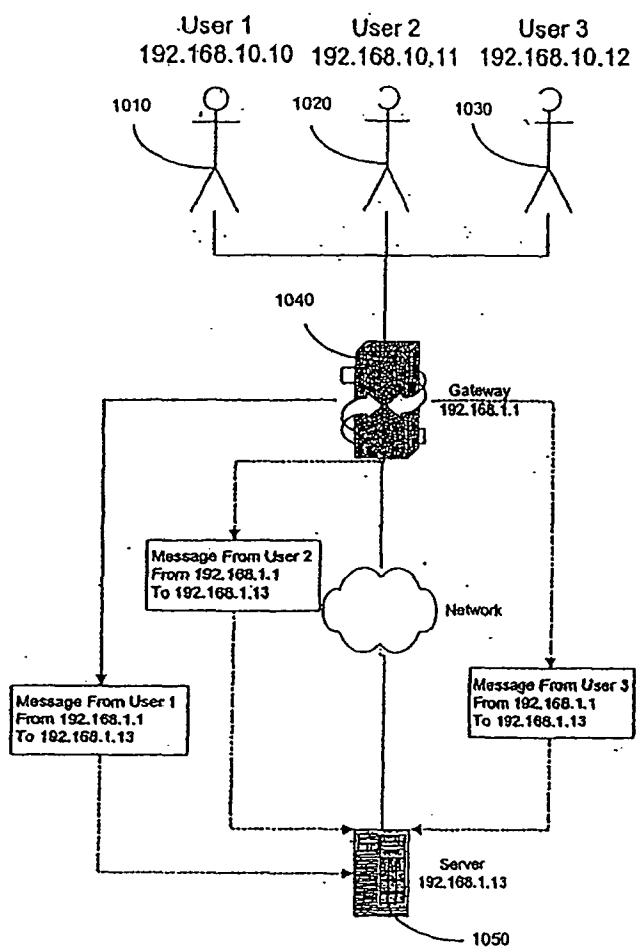 User 1
192.168.10.10
User 2
192.168.10.11
User 3
192.168.10.12
1010
1020
1030
1040
Gateway
192.168.1.1
Message From User 2
From 192.168.1.1
To 192.168.1.13
Network
Message From User 1
From 192.168.1.1
To 192.168.1.13
Message From User 3
From 192.168.1.1
To 192.168.1.13
Server
192.168.1.13
1050